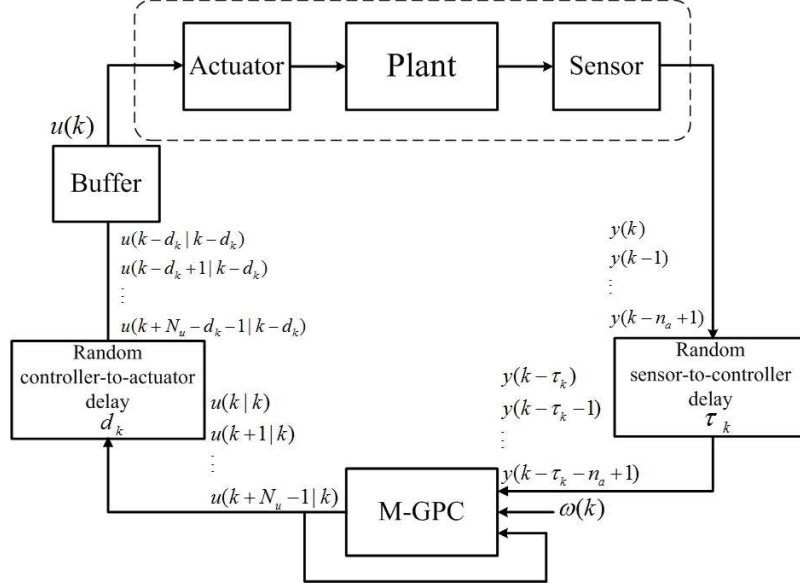 Actuator
Plant
Sensor
u(k)
Buffer
u(k−d_k | k−d_k)
u(k−d_k+1 | k−d_k)
⋮
u(k+N_u−d_k−1 | k−d_k)
y(k)
y(k−1)
⋮
y(k−n_a+1)
Random
controller-to-actuator
delay
d_k
Random
sensor-to-controller
delay
τ_k
u(k | k)
u(k+1 | k)
⋮
u(k+N_u−1 | k)
y(k−τ_k)
y(k−τ_k−1)
⋮
y(k−τ_k−n_a+1)
M-GPC
ω(k)